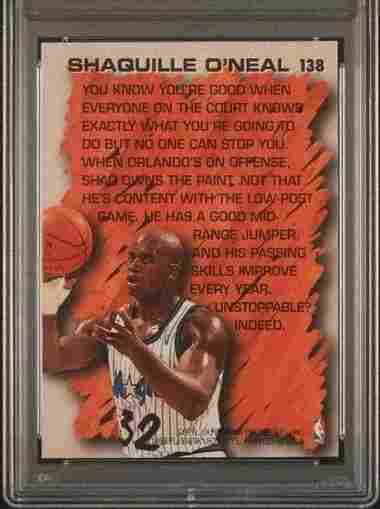 SHAQUILLE O'NEAL 138
YOU KNOW YOU'RE GOOD WHEN
EVERYONE ON THE COURT KNOWS
EXACTLY WHAT YOU'RE GOING TO
DO BUT NO ONE CAN STOP YOU.
WHEN ORLANDO'S ON OFFENSE,
SHAQ OWNS THE PAINT. NOT THAT
HE'S CONTENT WITH THE LOW-POST
GAME. HE HAS A GOOD MID-
RANGE JUMPER,
AND HIS PASSING
SKILLS IMPROVE
EVERY YEAR.
UNSTOPPABLE?
INDEED.
32